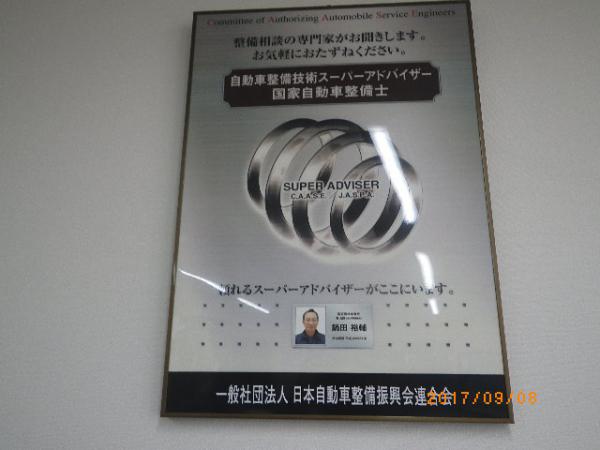 Committee of Authorizing Automobile Service Engineers
整備相談の専門家がお聞きします。
お気軽におたずねください。
自動車整備技術スーパーアドバイザー
国家自動車整備士
SUPER ADVISER
C.A.A.S.E. J.A.S.P.A.
頼れるスーパーアドバイザーがここにいます。
鍋田 裕輔
一般社団法人 日本自動車整備振興会連合会
2017/09/08